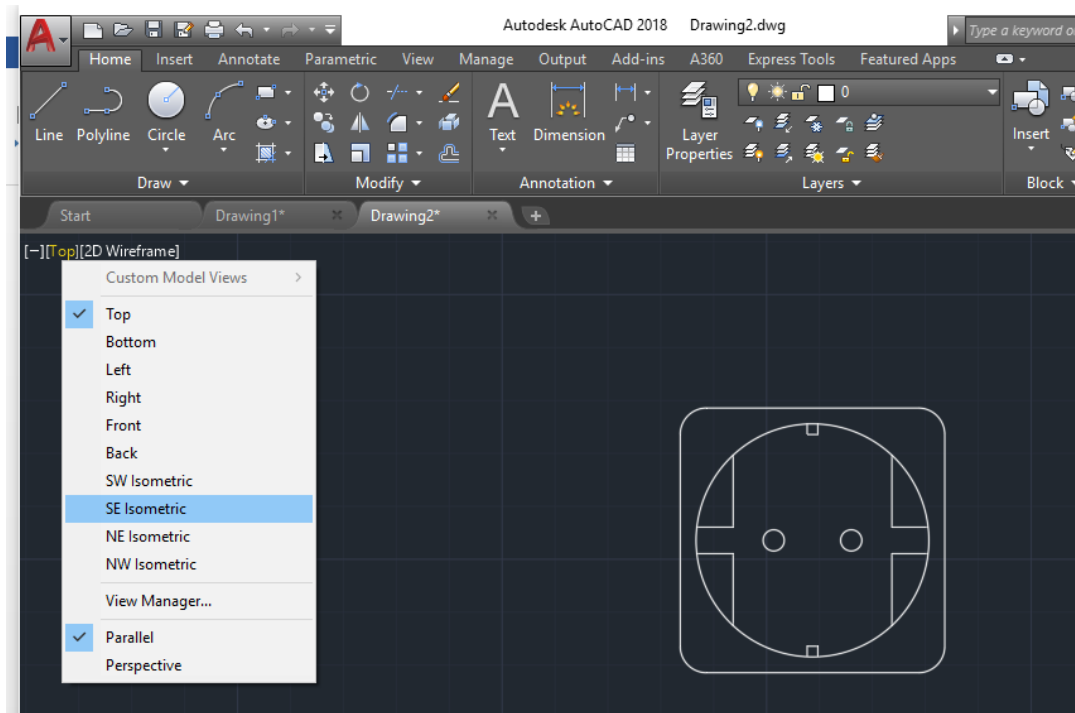 Autodesk AutoCAD 2018 Drawing2.dwg Type a keyword o
Home Insert Annotate Parametric View Manage Output Add-ins A360 Express Tools Featured Apps
Line Polyline Circle Arc Text Dimension Layer Properties 0 Insert
Draw Modify Annotation Layers Block
Start Drawing1* Drawing2*
[−][Top][2D Wireframe]
Custom Model Views
Top
Bottom
Left
Right
Front
Back
SW Isometric
SE Isometric
NE Isometric
NW Isometric
View Manager...
Parallel
Perspective